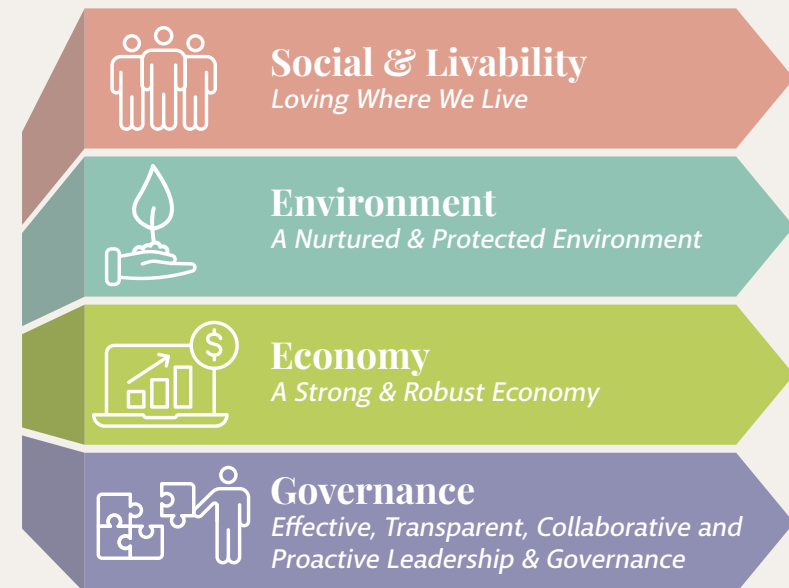 Social & Livability
Loving Where We Live
Environment
A Nurtured & Protected Environment
$
Economy
A Strong & Robust Economy
Governance
Effective, Transparent, Collaborative and
Proactive Leadership & Governance